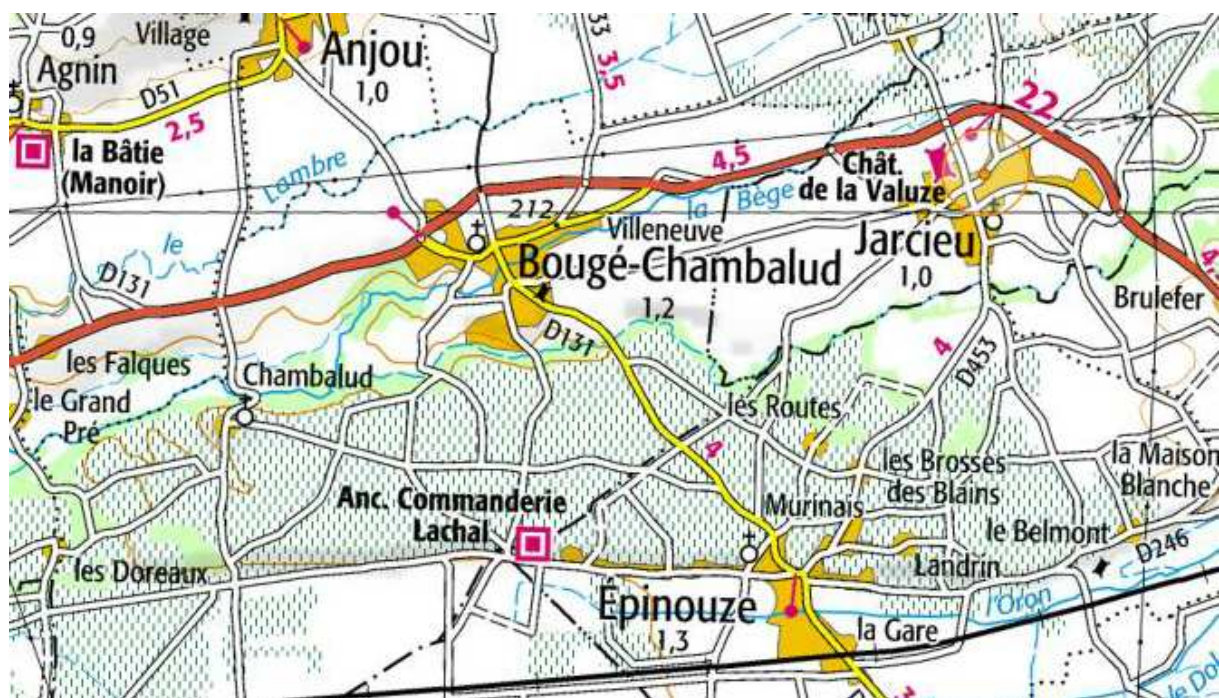 0,9
Village
Agnin
Anjou
1,0
33
3,5
D51
2,5
la Bâtie
(Manoir)
Lambre
le
22
4,5
Chât.
de la Valuze
la Bège
212
Villeneuve
Bougé-Chambalud
1,2
Jarcieu
1,0
D131
Brulefer
les Falques
Chambalud
D131
4
D453
le Grand
Pré
les Routes
4
les Brosses
des Blains
la Maison
Blanche
Anc. Commanderie
Lachal
Murinais
le Belmont
D246
les Doreaux
Landrin
Épinouze
1,3
l'Oron
la Gare
la Dol